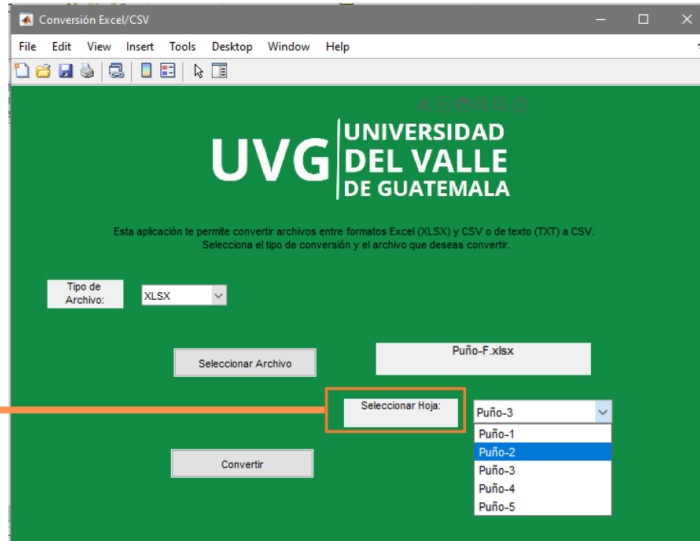 Conversión Excel/CSV
File Edit View Insert Tools Desktop Window Help
UVG
UNIVERSIDAD
DEL VALLE
DE GUATEMALA
Esta aplicación te permite convertir archivos entre formatos Excel (XLSX) y CSV o de texto (TXT) a CSV.
Selecciona el tipo de conversión y el archivo que deseas convertir.
Tipo de
Archivo:
XLSX
Seleccionar Archivo
Puño-F.xlsx
Seleccionar Hoja:
Puño-3
Puño-1
Puño-2
Puño-3
Puño-4
Puño-5
Convertir